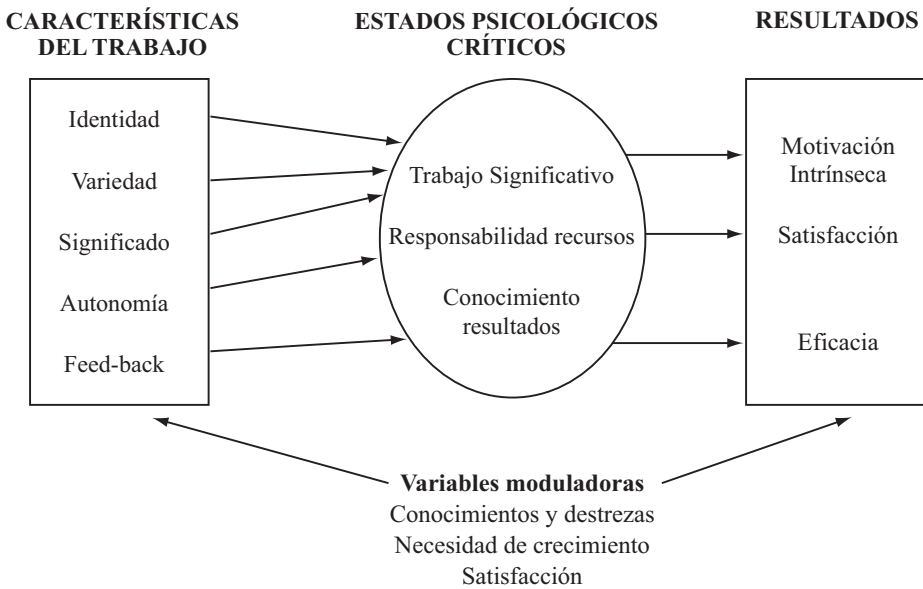 CARACTERÍSTICAS
DEL TRABAJO
ESTADOS PSICOLÓGICOS
CRÍTICOS
RESULTADOS
Identidad
Variedad
Significado
Autonomía
Feed-back
Trabajo Significativo
Responsabilidad recursos
Conocimiento
resultados
Motivación
Intrínseca
Satisfacción
Eficacia
Variables moduladoras
Conocimientos y destrezas
Necesidad de crecimiento
Satisfacción